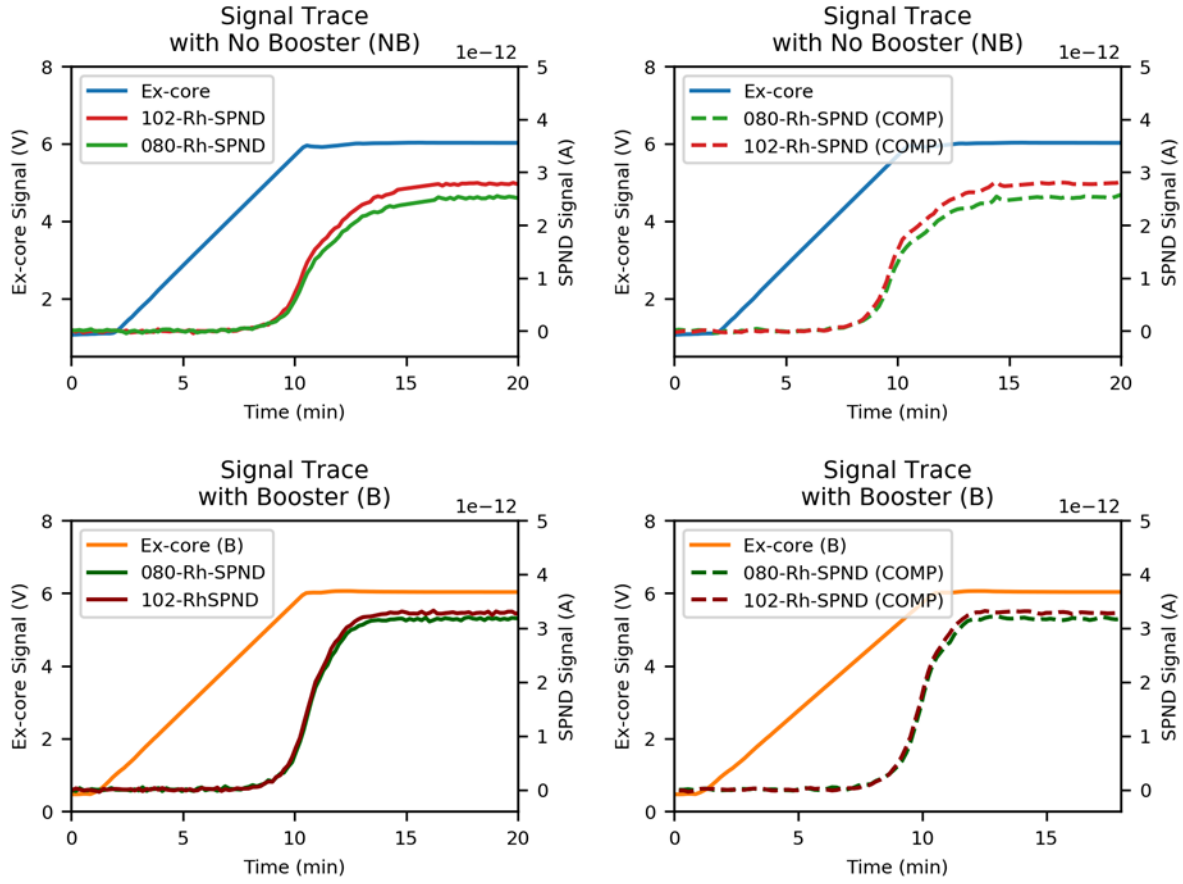 Signal Trace
with No Booster (NB)
1e−12
Ex-core
102-Rh-SPND
080-Rh-SPND
Ex-core Signal (V)
8
6
4
2
SPND Signal (A)
5
4
3
2
1
0
0
5
10
15
20
Time (min)
Signal Trace
with No Booster (NB)
1e−12
Ex-core
080-Rh-SPND (COMP)
102-Rh-SPND (COMP)
Ex-core Signal (V)
8
6
4
2
SPND Signal (A)
5
4
3
2
1
0
0
5
10
15
20
Time (min)
Signal Trace
with Booster (B)
1e−12
Ex-core (B)
080-Rh-SPND
102-RhSPND
Ex-core Signal (V)
8
6
4
2
0
SPND Signal (A)
5
4
3
2
1
0
0
5
10
15
20
Time (min)
Signal Trace
with Booster (B)
1e−12
Ex-core (B)
080-Rh-SPND (COMP)
102-Rh-SPND (COMP)
Ex-core Signal (V)
8
6
4
2
0
SPND Signal (A)
5
4
3
2
1
0
0
5
10
15
Time (min)